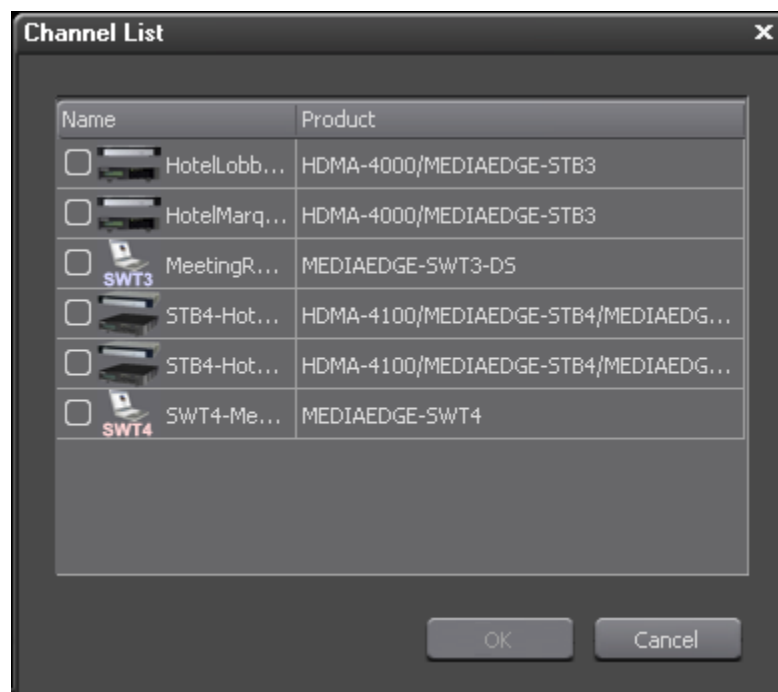 Channel List
Name Product
HotelLobb... HDMA-4000/MEDIAEDGE-STB3
HotelMarq... HDMA-4000/MEDIAEDGE-STB3
SWT3 MeetingR... MEDIAEDGE-SWT3-DS
STB4-Hot... HDMA-4100/MEDIAEDGE-STB4/MEDIAEDG...
STB4-Hot... HDMA-4100/MEDIAEDGE-STB4/MEDIAEDG...
SWT4 SWT4-Me... MEDIAEDGE-SWT4
OK Cancel